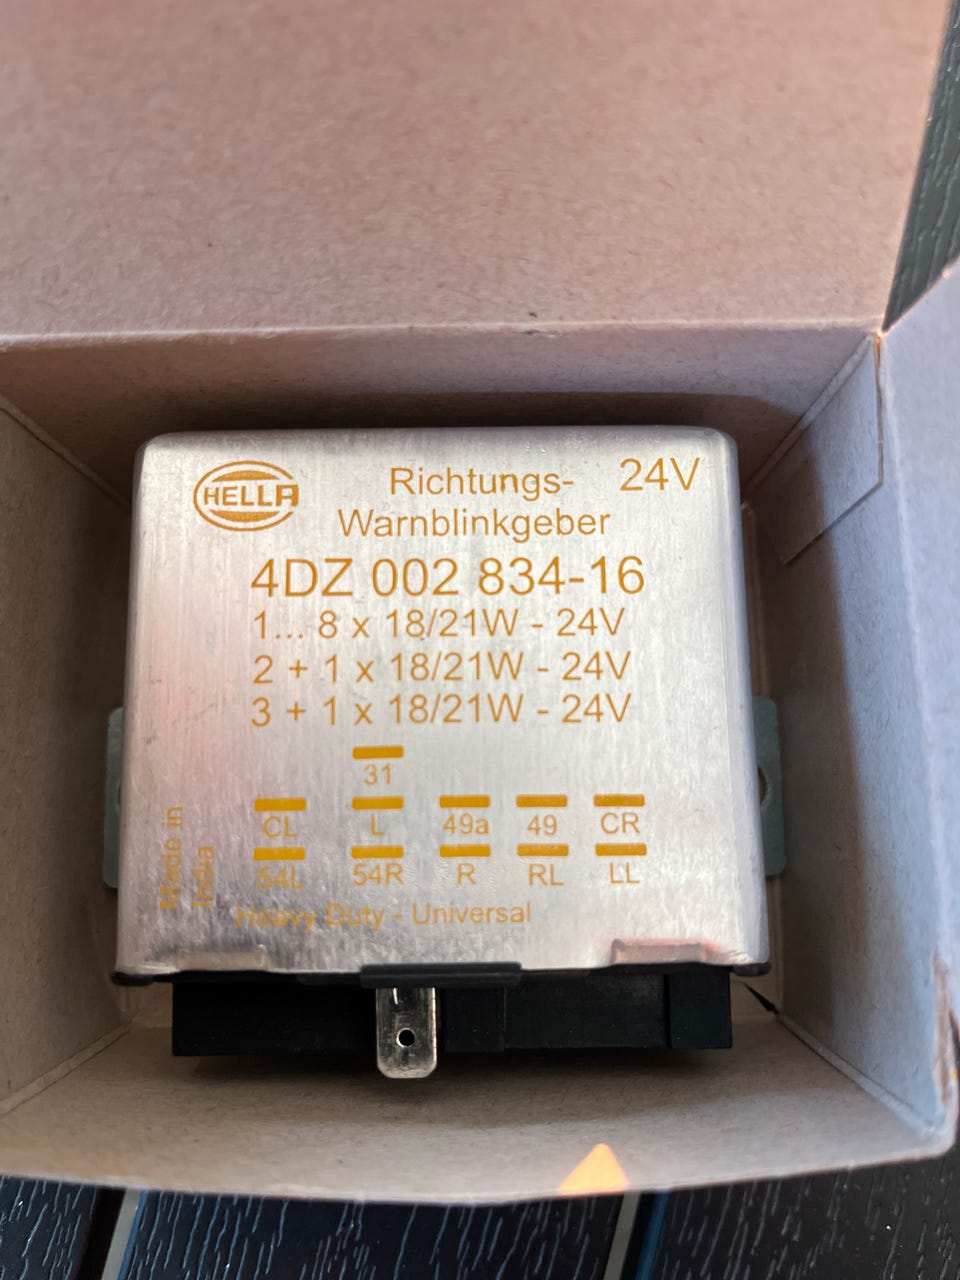 HELLA
Richtungs-
Warnblinkgeber
24V
4DZ 002 834-16
1... 8 x 18/21W - 24V
2 + 1 x 18/21W - 24V
3 + 1 x 18/21W - 24V
31
CL L 49a 49 CR
54L 54R R RL LL
Made in
India
Heavy Duty - Universal